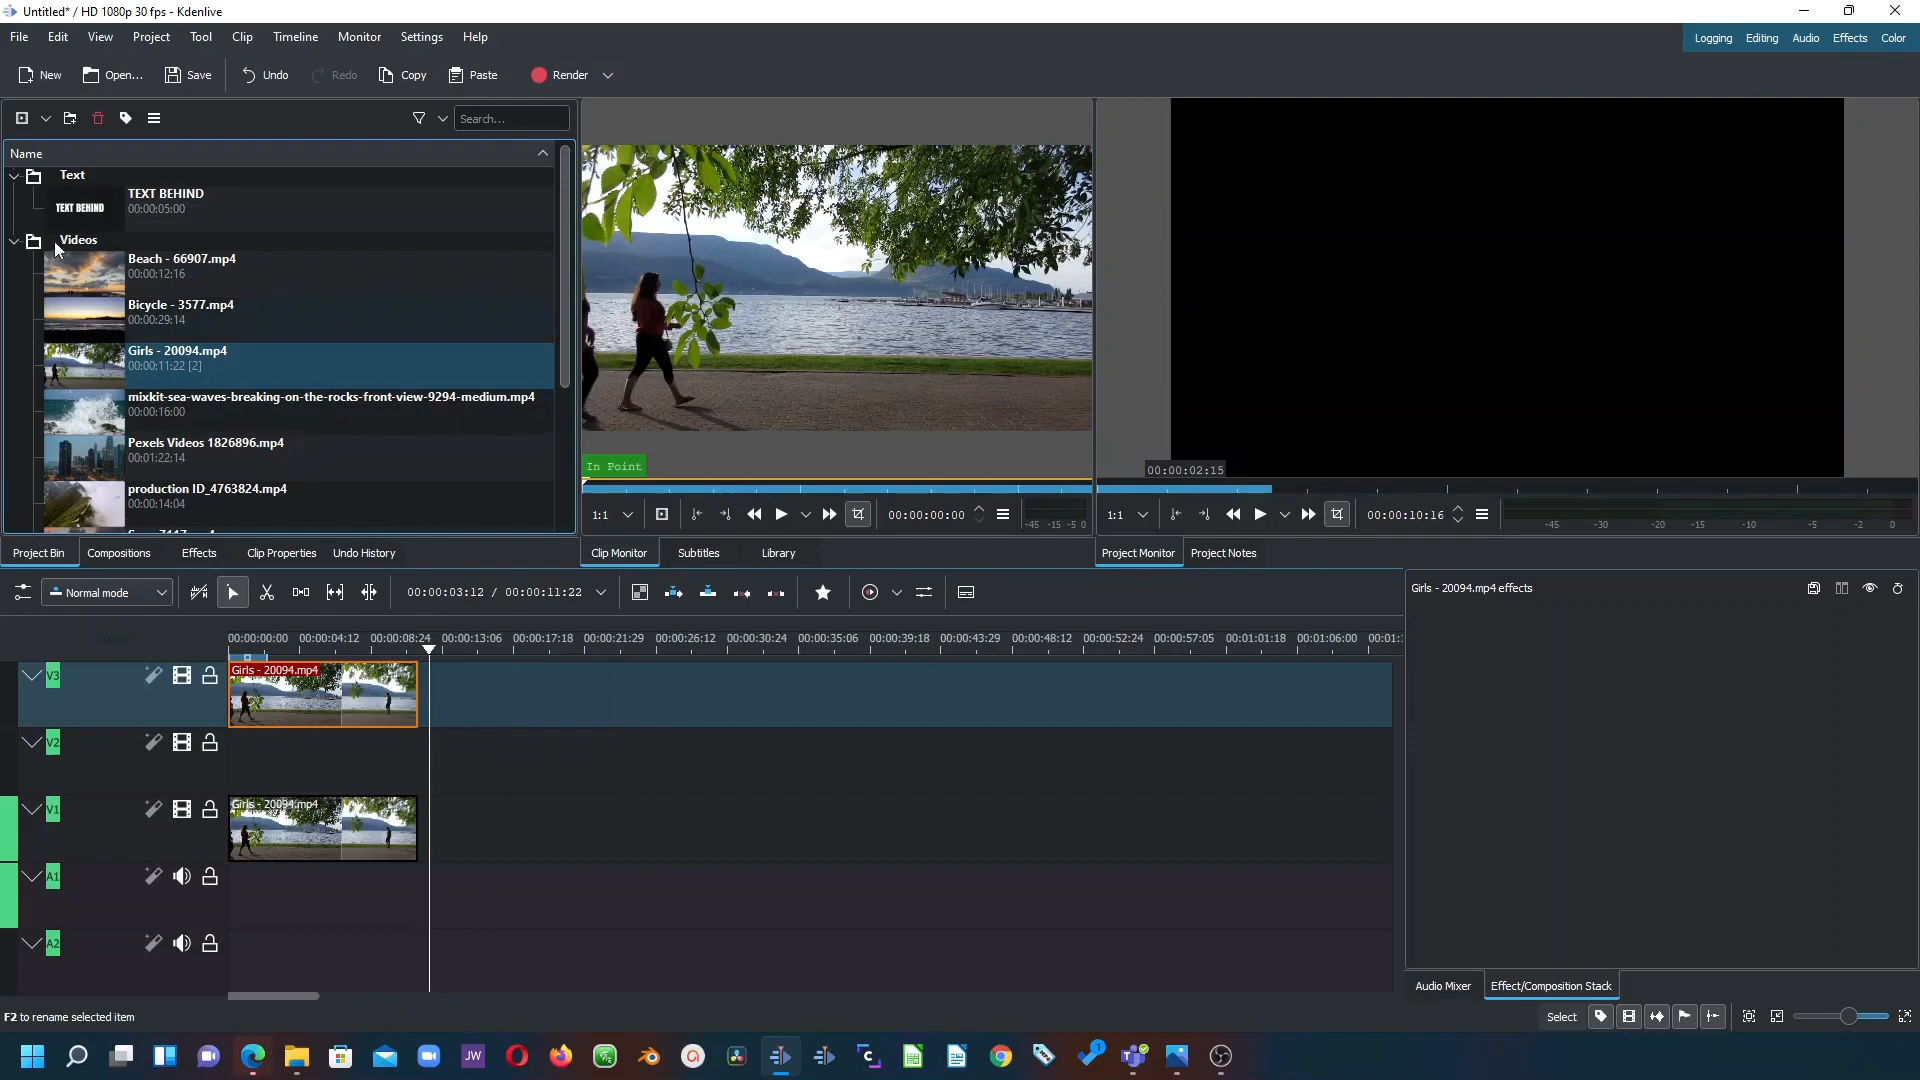 Untitled* / HD 1080p 30 fps - Kdenlive
File Edit View Project Tool Clip Timeline Monitor Settings Help
Logging Editing Audio Effects Color
New Open... Save Undo Redo Copy Paste Render
Search...
Name
Text
TEXT BEHIND
TEXT BEHIND
00:00:05:00
Videos
Beach - 66907.mp4
00:00:12:16
Bicycle - 3577.mp4
00:00:29:14
Girls - 20094.mp4
00:00:11:22 [2]
mixkit-sea-waves-breaking-on-the-rocks-front-view-9294-medium.mp4
00:00:16:00
Pexels Videos 1826896.mp4
00:01:22:14
production ID_4763824.mp4
00:00:14:04
In Point
00:00:02:15
1:1 00:00:00:00 -45 -15 -5 0
1:1 00:00:10:16 -45 -30 -20 -15 -10 -5 -2 0
Project Bin Compositions Effects Clip Properties Undo History
Clip Monitor Subtitles Library
Project Monitor Project Notes
Normal mode 00:00:03:12 / 00:00:11:22
Girls - 20094.mp4 effects
00:00:00:00 00:00:04:12 00:00:08:24 00:00:13:06 00:00:17:18 00:00:21:29 00:00:26:12 00:00:30:24 00:00:35:06 00:00:39:18 00:00:43:29 00:00:48:12 00:00:52:24 00:00:57:05 00:01:01:18 00:01:06:00 00:01:
V3
Girls - 20094.mp4
V2
V1
Girls - 20094.mp4
A1
A2
Audio Mixer Effect/Composition Stack
F2 to rename selected item
Select
JW
1